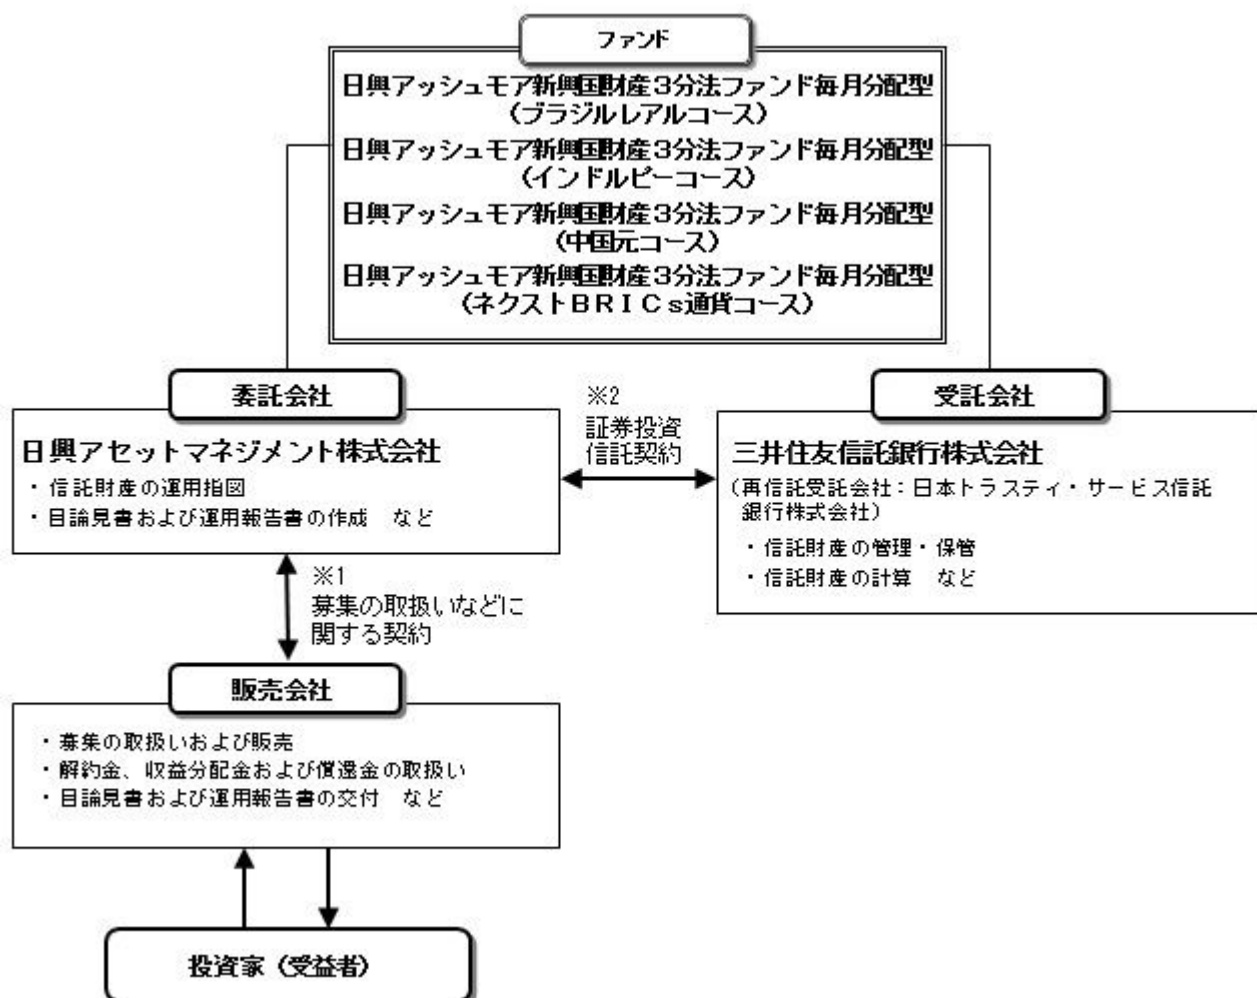 ファンド
日興アッシュモア新興国財産3分法ファンド毎月分配型
（ブラジルレアルコース）
日興アッシュモア新興国財産3分法ファンド毎月分配型
（インドルピーコース）
日興アッシュモア新興国財産3分法ファンド毎月分配型
（中国元コース）
日興アッシュモア新興国財産3分法ファンド毎月分配型
（ネクストＢＲＩＣｓ通貨コース）
委託会社
日興アセットマネジメント株式会社
・信託財産の運用指図
・目論見書および運用報告書の作成　など
※2
証券投資
信託契約
受託会社
三井住友信託銀行株式会社
（再信託受託会社：日本トラスティ・サービス信託
銀行株式会社）
・信託財産の管理・保管
・信託財産の計算　など
※1
募集の取扱いなどに
関する契約
販売会社
・募集の取扱いおよび販売
・解約金、収益分配金および償還金の取扱い
・目論見書および運用報告書の交付　など
投資家（受益者）